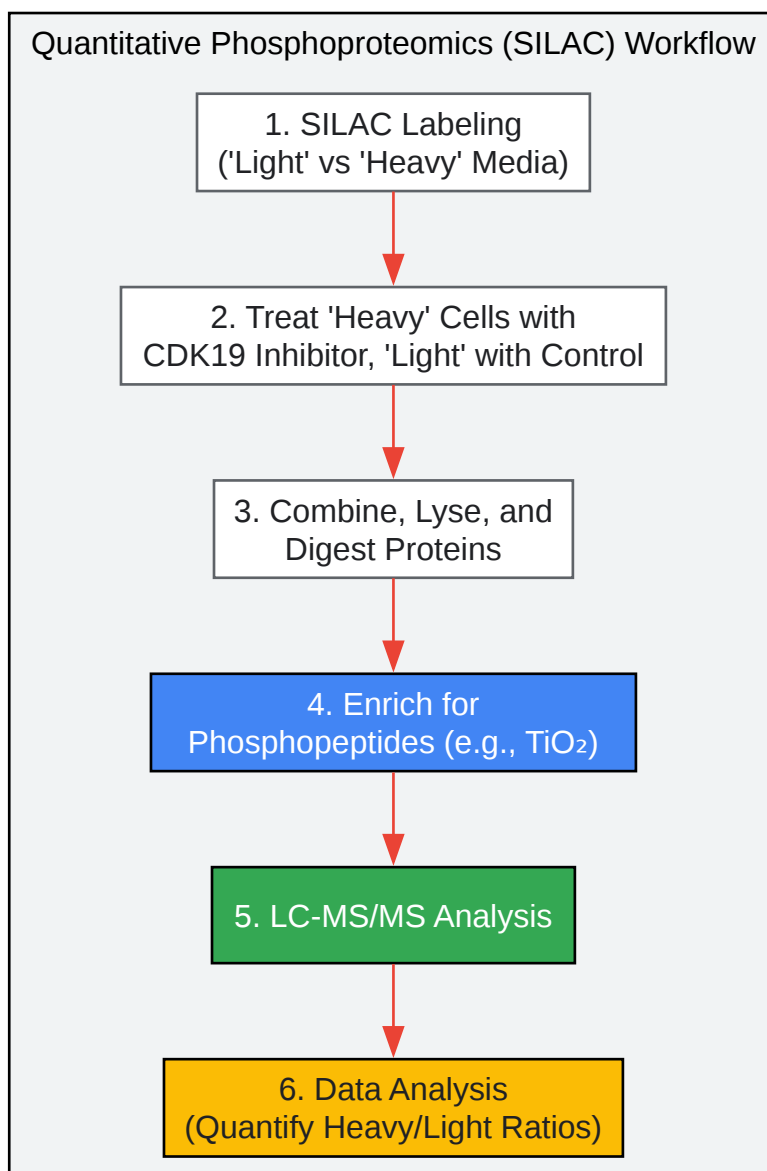 Quantitative Phosphoproteomics (SILAC) Workflow
1. SILAC Labeling
('Light' vs 'Heavy' Media)
2. Treat 'Heavy' Cells with
CDK19 Inhibitor, 'Light' with Control
3. Combine, Lyse, and
Digest Proteins
4. Enrich for
Phosphopeptides (e.g., TiO₂)
5. LC-MS/MS Analysis
6. Data Analysis
(Quantify Heavy/Light Ratios)